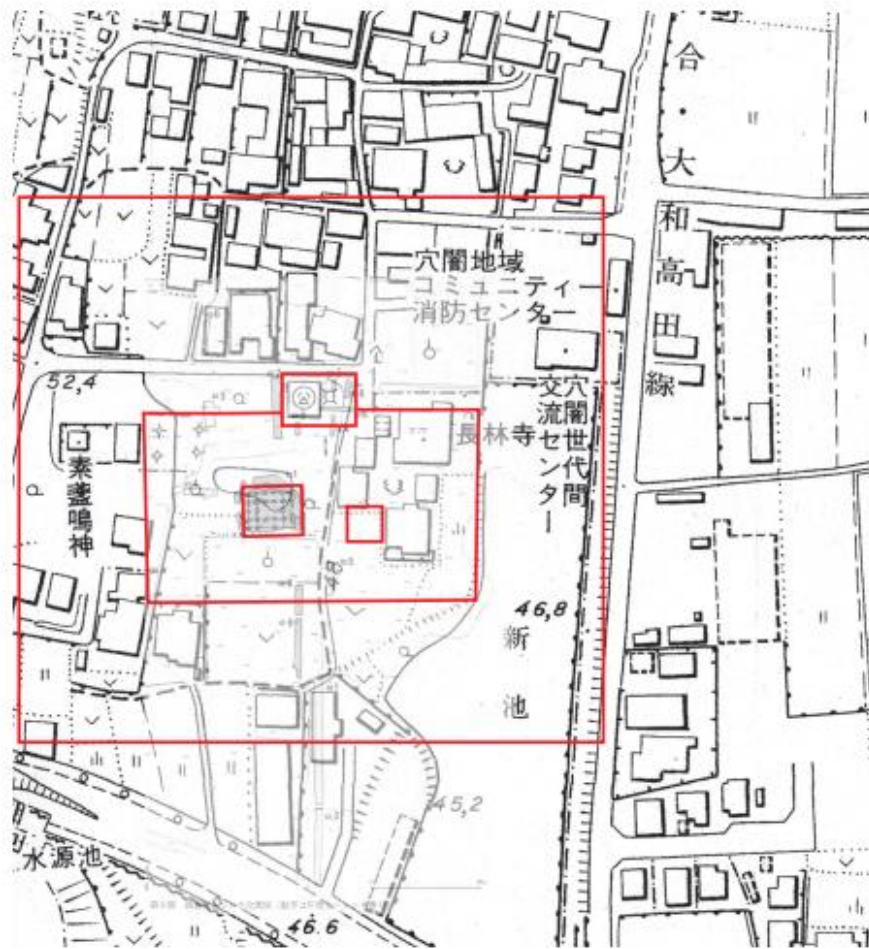 合・大和高田線
穴闇地域
コミュニティー
消防センター
52,4
長林寺
穴闇世代間
交流センター
素盞嗚神
48
46,8
新池
45,2
水源池
46.6